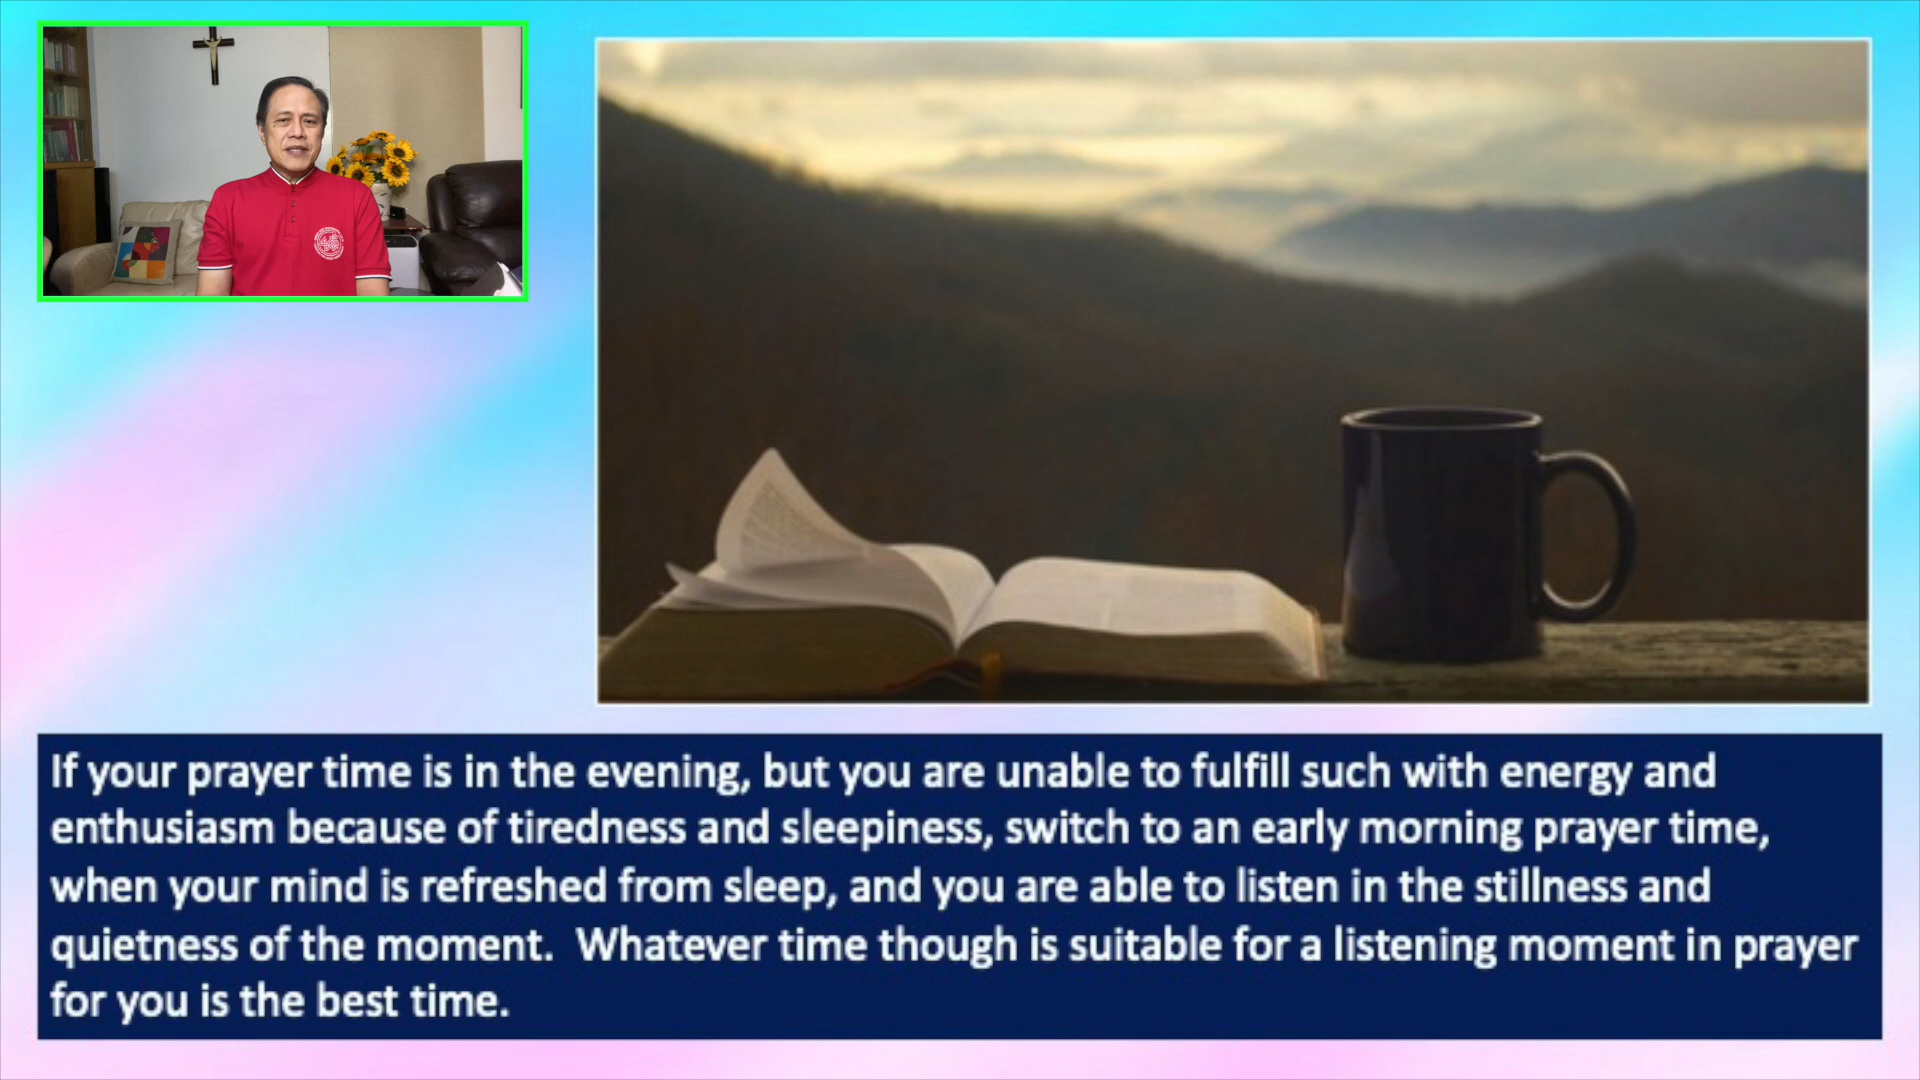 If your prayer time is in the evening, but you are unable to fulfill such with energy and
enthusiasm because of tiredness and sleepiness, switch to an early morning prayer time,
when your mind is refreshed from sleep, and you are able to listen in the stillness and
quietness of the moment.  Whatever time though is suitable for a listening moment in prayer
for you is the best time.